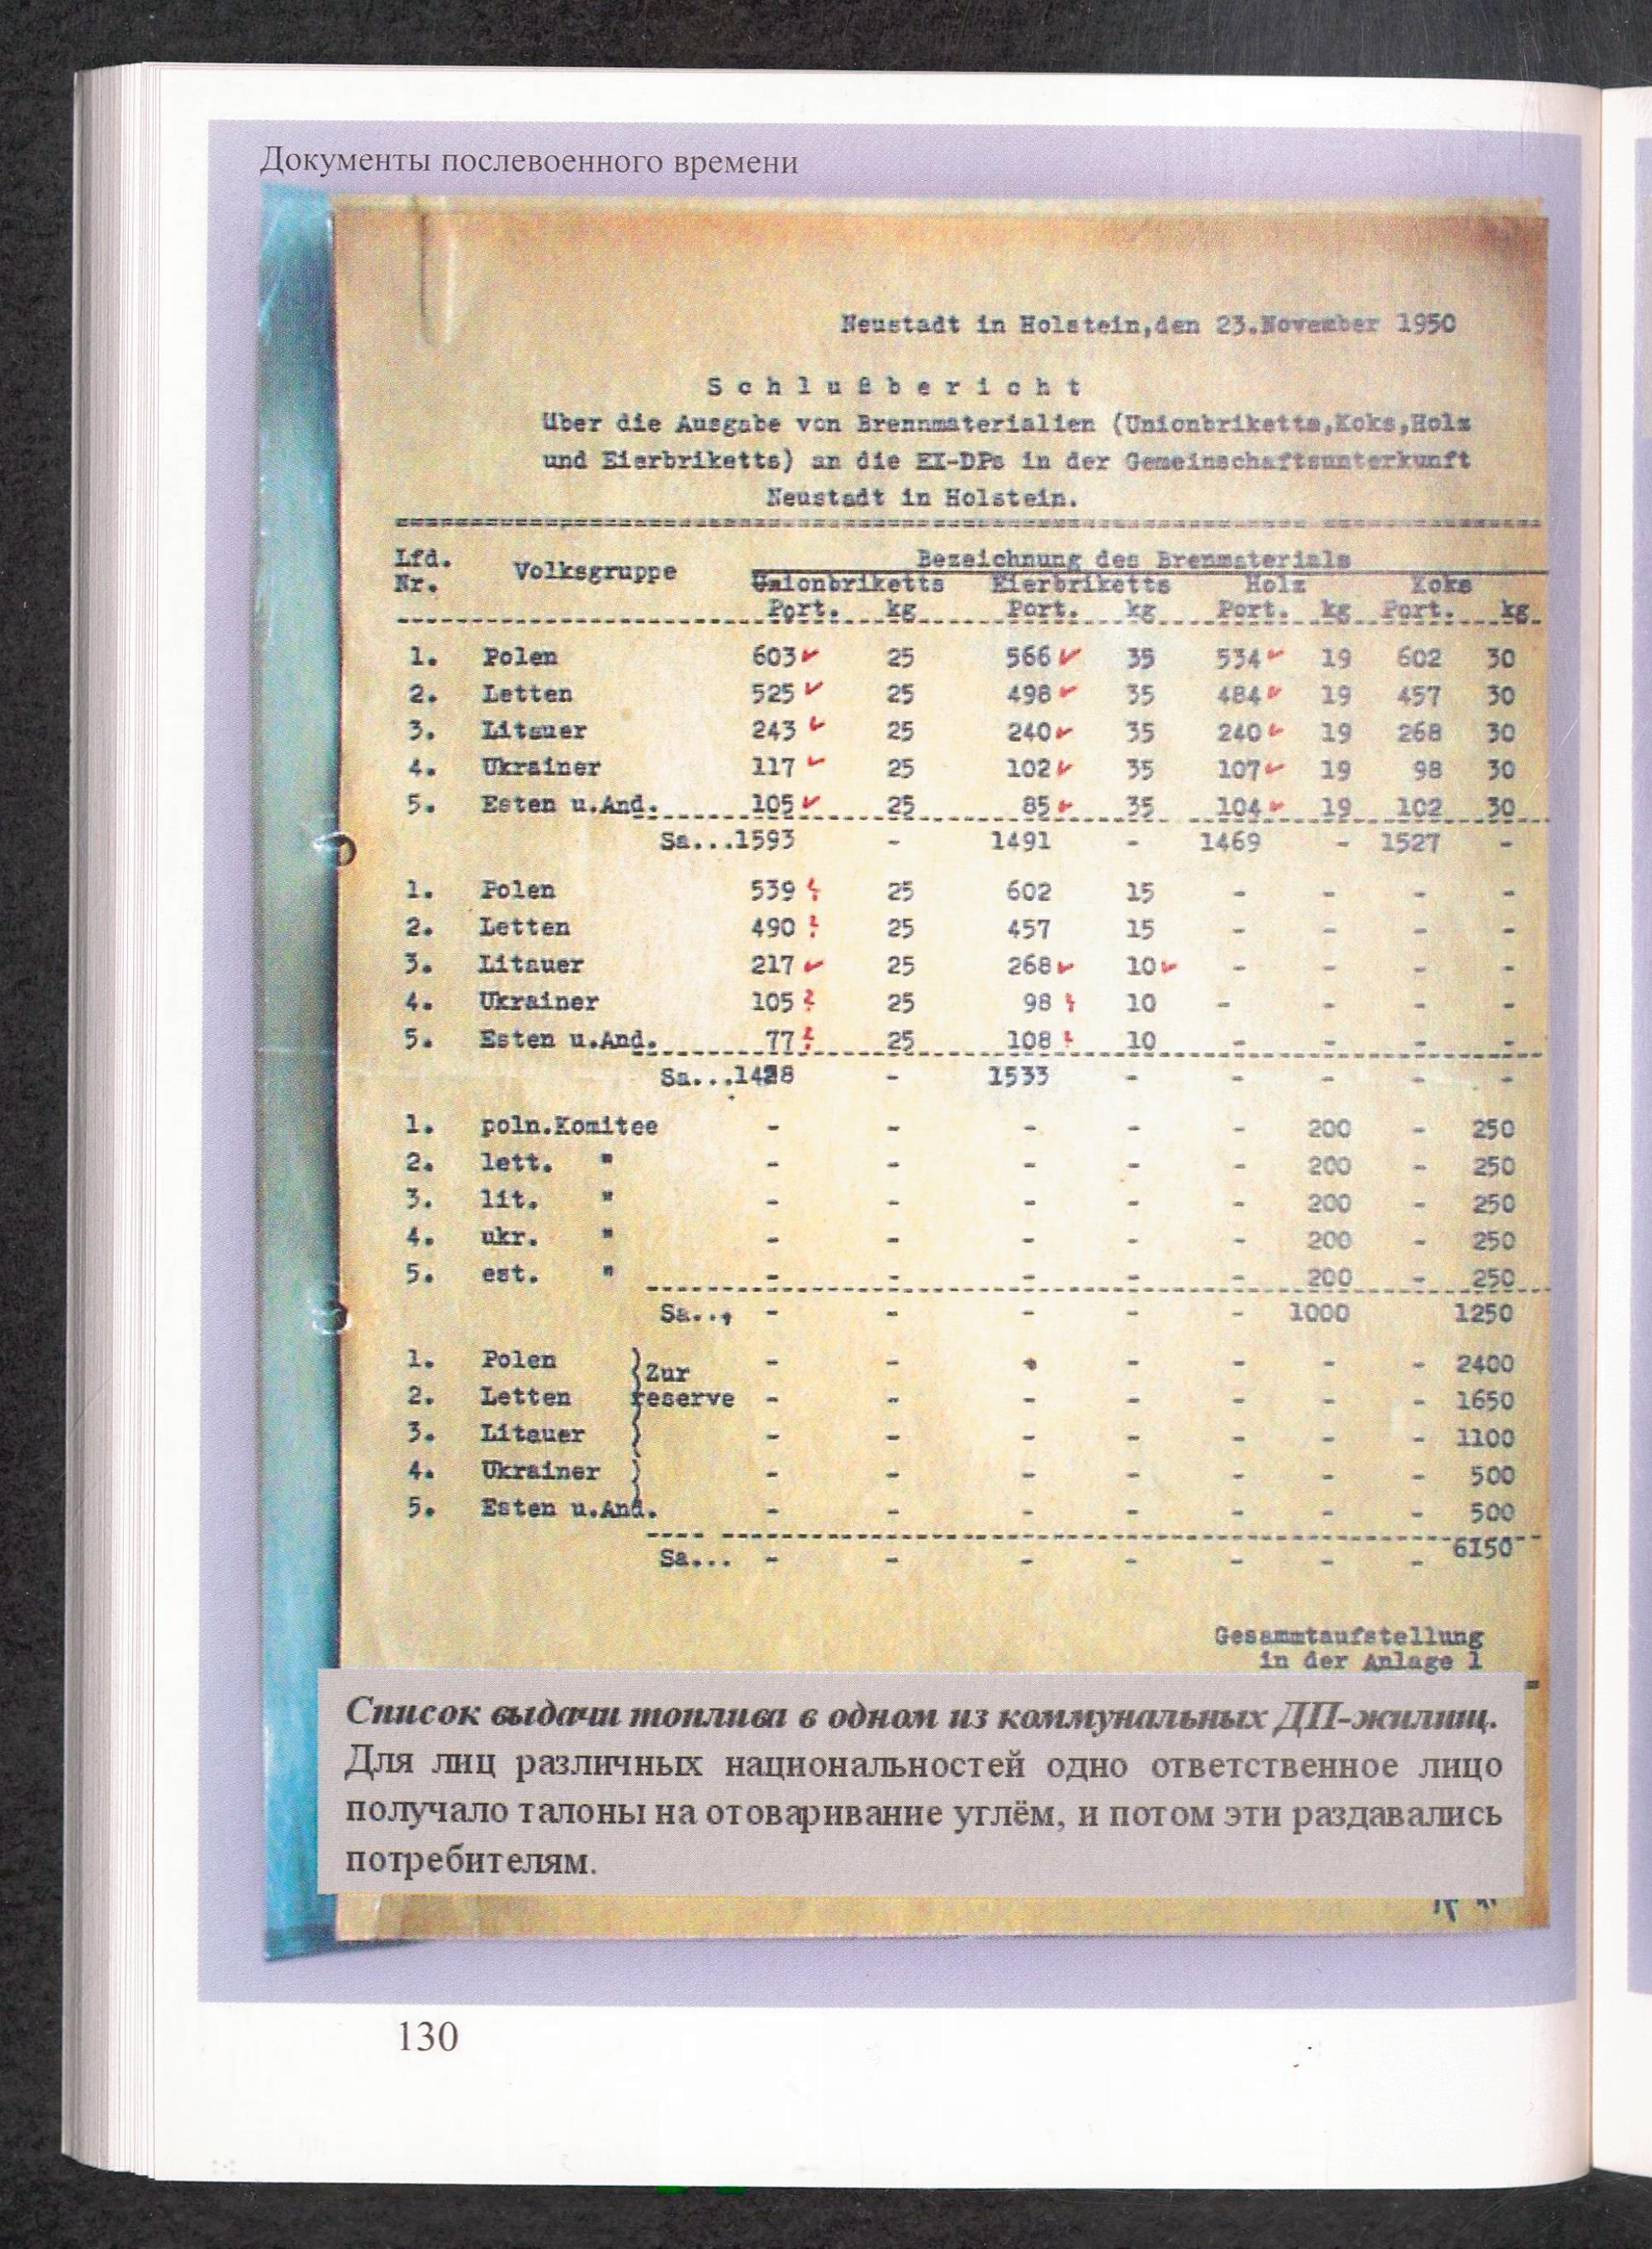 Документы послевоенного времени
Neustadt in Holstein,den 23.November 1950
Schlußbericht
über die Ausgabe von Brennmaterialien (Unionbriketts,Koks,Holz
und Eierbriketts) an die EX-DPs in der Gemeinschaftsunterkunft
Neustadt in Holstein.
Lfd. Nr. Volksgruppe Bezeichnung des Brenmaterials
Unionbriketts Eierbriketts Holz Koks
Port. kg Port. kg Port. kg Port. kg
1. Polen 603 25 566 35 534 19 602 30
2. Letten 525 25 498 35 484 19 457 30
3. Litauer 243 25 240 35 240 19 268 30
4. Ukrainer 117 25 102 35 107 19 98 30
5. Esten u.And. 105 25 85 35 104 19 102 30
Sa...1593 - 1491 - 1469 - 1527 -
1. Polen 539 25 602 15 - - - -
2. Letten 490 25 457 15 - - - -
3. Litauer 217 25 268 10 - - - -
4. Ukrainer 105 25 98 10 - - - -
5. Esten u.And. 77 25 108 10 - - - -
Sa...1428 - 1533 - - - - -
1. poln.Komitee - - - - - 200 - 250
2. lett. " - - - - - 200 - 250
3. lit. " - - - - - 200 - 250
4. ukr. " - - - - - 200 - 250
5. est. " - - - - - 200 - 250
Sa.., - - - - - 1000 1250
1. Polen }Zur - - - - - - - 2400
2. Letten reserve - - - - - - - 1650
3. Litauer } - - - - - - - 1100
4. Ukrainer } - - - - - - - 500
5. Esten u.And. - - - - - - - 500
Sa... - - - - - - - 6150
Gesammtaufstellung
in der Anlage 1
Список выдачи топлива в одном из коммунальных ДП-жилищ.
Для лиц различных национальностей одно ответственное лицо
получало талоны на отоваривание углём, и потом эти раздавались
потребителям.
130